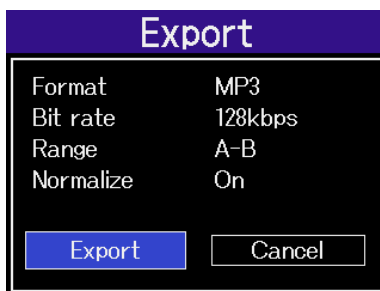 Export
Format MP3
Bit rate 128kbps
Range A-B
Normalize On
Export Cancel